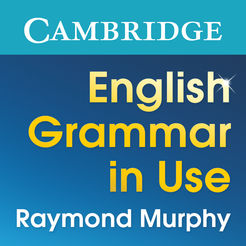 CAMBRIDGE
English
Grammar
in Use
Raymond Murphy